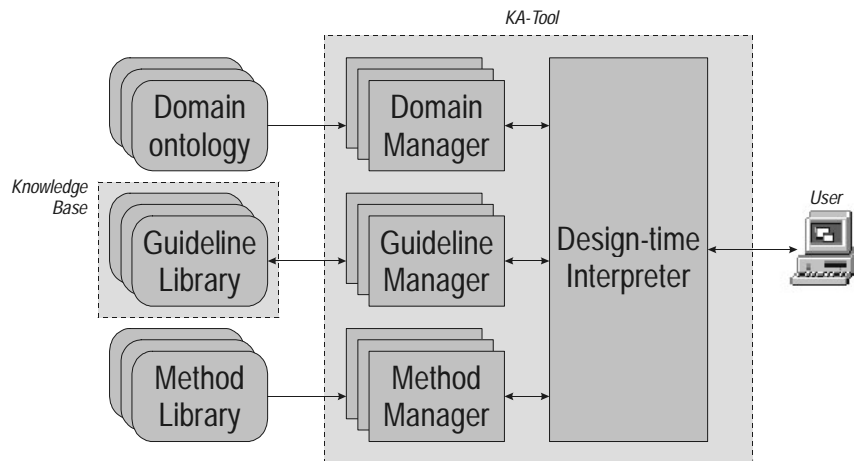 KA-Tool
Domain
ontology
Domain
Manager
Knowledge
Base
Guideline
Library
Guideline
Manager
Design-time
Interpreter
User
Method
Library
Method
Manager